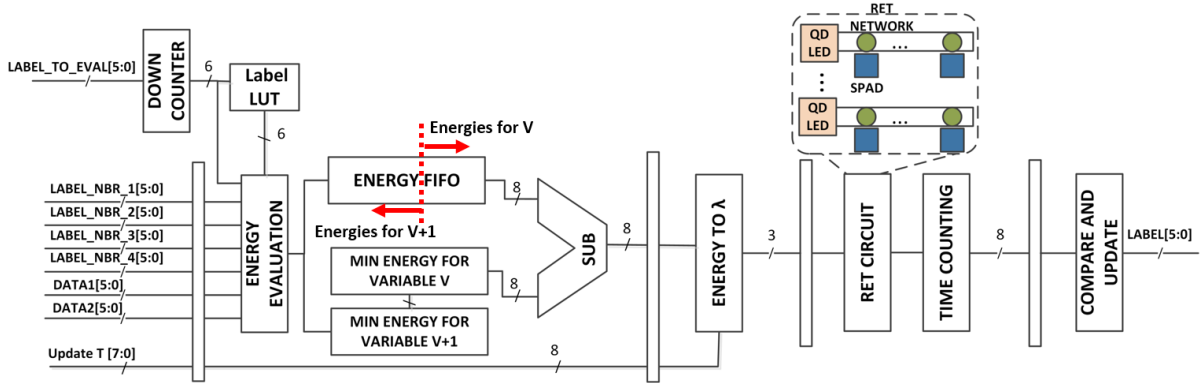 RET
NETWORK
QD
LED
...
SPAD
QD
LED
...
LABEL_TO_EVAL[5:0]
DOWN
COUNTER
6
Label
LUT
6
Energies for V
ENERGY FIFO
Energies for V+1
8
LABEL_NBR_1[5:0]
LABEL_NBR_2[5:0]
LABEL_NBR_3[5:0]
LABEL_NBR_4[5:0]
DATA1[5:0]
DATA2[5:0]
Update T [7:0]
ENERGY
EVALUATION
MIN ENERGY FOR
VARIABLE V
8
MIN ENERGY FOR
VARIABLE V+1
8
SUB
8
ENERGY TO λ
3
RET CIRCUIT
TIME COUNTING
8
COMPARE AND
UPDATE
LABEL[5:0]